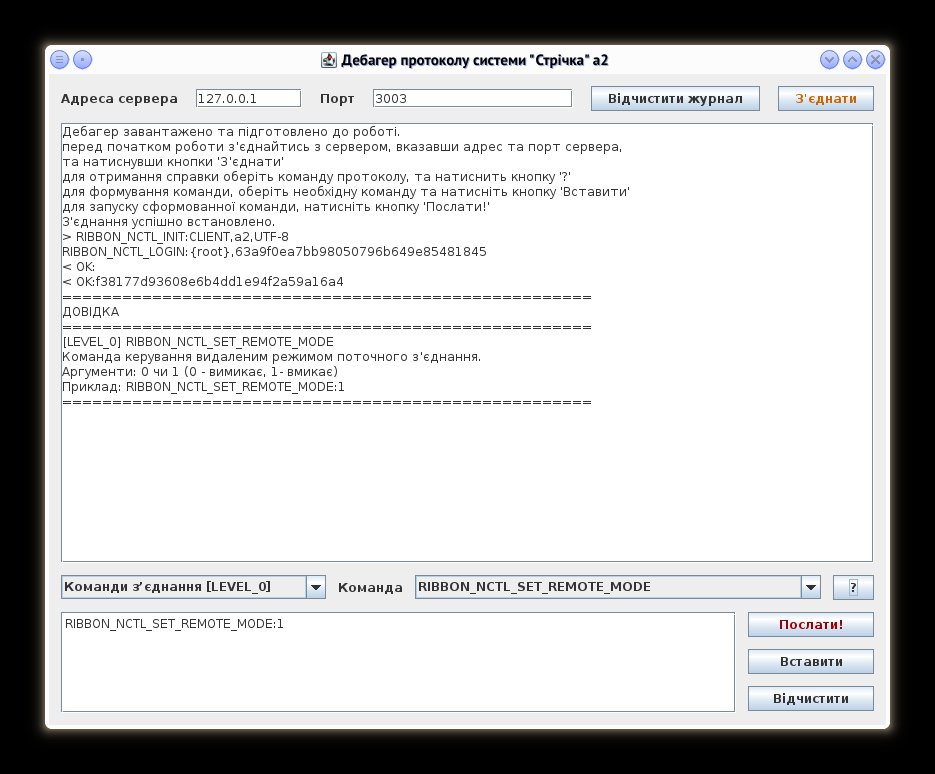 Дебагер протоколу системи "Стрічка" а2
Адреса сервера 127.0.0.1 Порт 3003 Відчистити журнал З'єднати
Дебагер завантажено та підготовлено до роботі.
перед початком роботи з'єднайтись з сервером, вказавши адрес та порт сервера,
та натиснувши кнопки 'З'єднати'
для отримання справки оберіть команду протоколу, та натиснить кнопку '?'
для формування команди, оберіть необхідну команду та натисніть кнопку 'Вставити'
для запуску сформованної команди, натисніть кнопку 'Послати!'
З'єднання успішно встановлено.
> RIBBON_NCTL_INIT:CLIENT,a2,UTF-8
RIBBON_NCTL_LOGIN:{root},63a9f0ea7bb98050796b649e85481845
< OK:
< OK:f38177d93608e6b4dd1e94f2a59a16a4
=====================================================
ДОВІДКА
=====================================================
[LEVEL_0] RIBBON_NCTL_SET_REMOTE_MODE
Команда керування видаленим режимом поточного з'єднання.
Аргументи: 0 чи 1 (0 - вимикає, 1- вмикає)
Приклад: RIBBON_NCTL_SET_REMOTE_MODE:1
=====================================================
Команди з’єднання [LEVEL_0] Команда RIBBON_NCTL_SET_REMOTE_MODE ?
RIBBON_NCTL_SET_REMOTE_MODE:1
Послати!
Вставити
Відчистити